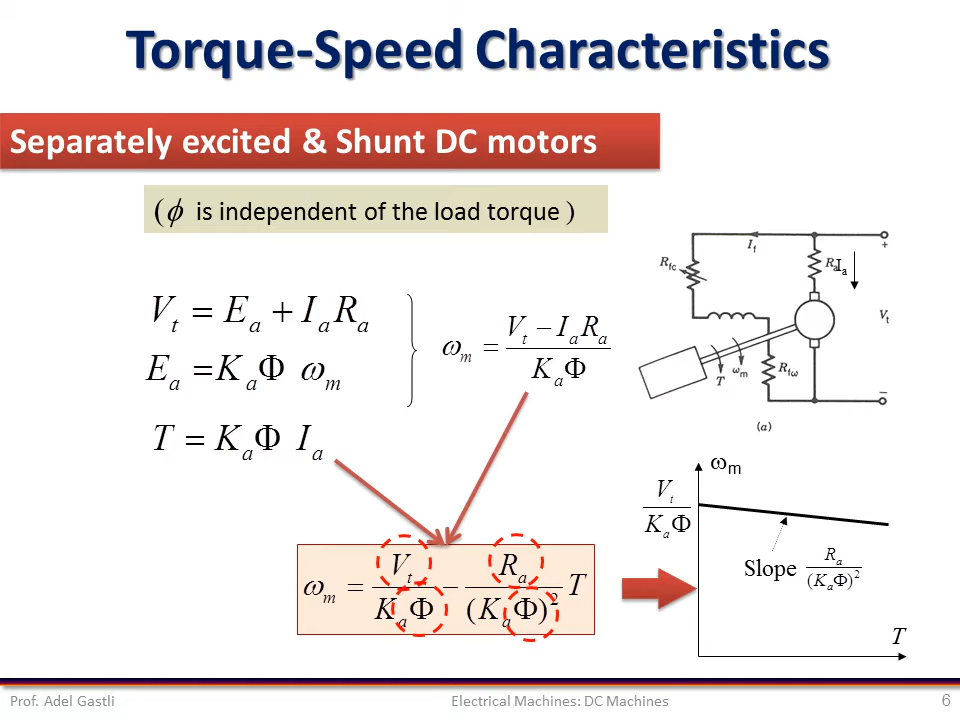 Torque-Speed Characteristics
Separately excited & Shunt DC motors
(ϕ is independent of the load torque )
V_t = E_a + I_a R_a
E_a = K_a Φ ω_m
ω_m = (V_t − I_a R_a) / (K_a Φ)
T = K_a Φ I_a
ω_m = V_t / (K_a Φ) − R_a / (K_a Φ)² T
I_f
+
R_fc
R_a
I_a
V_t
T
ω_m
R_fω
−
(a)
ω_m
V_t / (K_a Φ)
Slope R_a / (K_a Φ)²
T
Prof. Adel Gastli
Electrical Machines: DC Machines
6